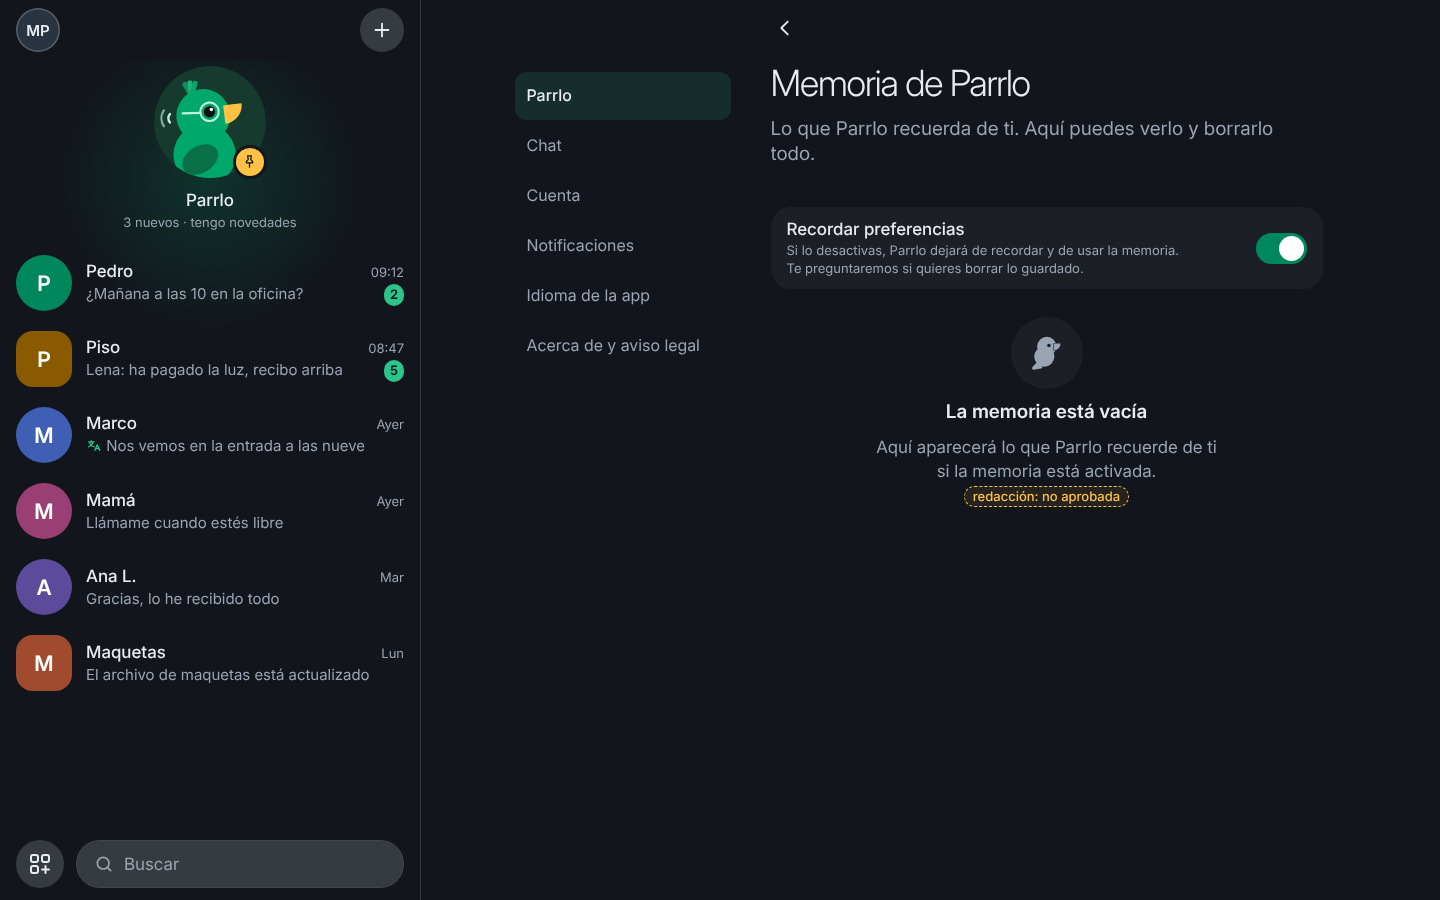 MP
Parrlo
3 nuevos · tengo novedades
P
Pedro
09:12
¿Mañana a las 10 en la oficina?
2
P
Piso
08:47
Lena: ha pagado la luz, recibo arriba
5
M
Marco
Ayer
Nos vemos en la entrada a las nueve
M
Mamá
Ayer
Llámame cuando estés libre
A
Ana L.
Mar
Gracias, lo he recibido todo
M
Maquetas
Lun
El archivo de maquetas está actualizado
Buscar
Parrlo
Chat
Cuenta
Notificaciones
Idioma de la app
Acerca de y aviso legal
Memoria de Parrlo
Lo que Parrlo recuerda de ti. Aquí puedes verlo y borrarlo
todo.
Recordar preferencias
Si lo desactivas, Parrlo dejará de recordar y de usar la memoria.
Te preguntaremos si quieres borrar lo guardado.
La memoria está vacía
Aquí aparecerá lo que Parrlo recuerde de ti
si la memoria está activada.
redacción: no aprobada